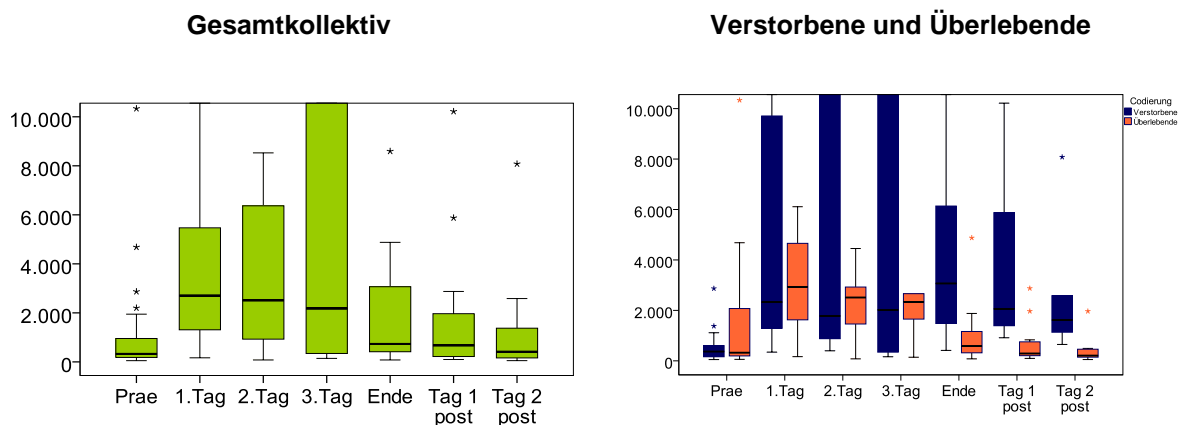 Gesamtkollektiv
10.000
8.000
6.000
4.000
2.000
0
Prae 1.Tag 2.Tag 3.Tag Ende Tag 1 post Tag 2 post
Verstorbene und Überlebende
10.000
8.000
6.000
4.000
2.000
0
Prae 1.Tag 2.Tag 3.Tag Ende Tag 1 post Tag 2 post
Codierung
Verstorbene
Überlebende